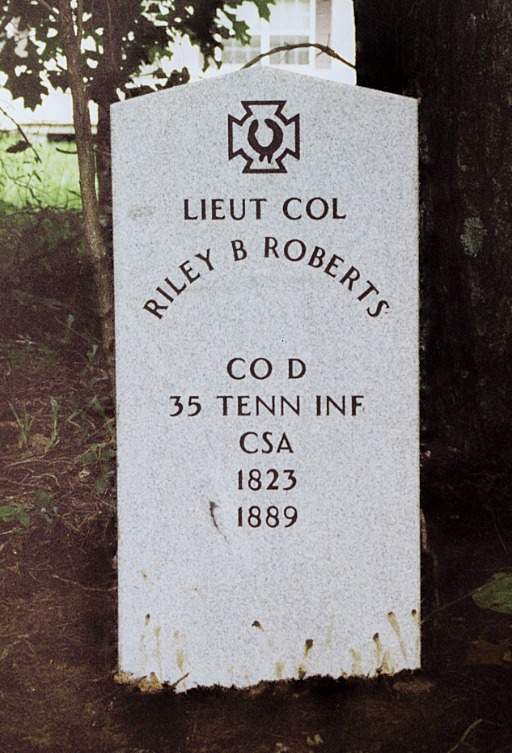 LIEUT COL
RILEY B ROBERTS
CO D
35 TENN INF
CSA
1823
1889